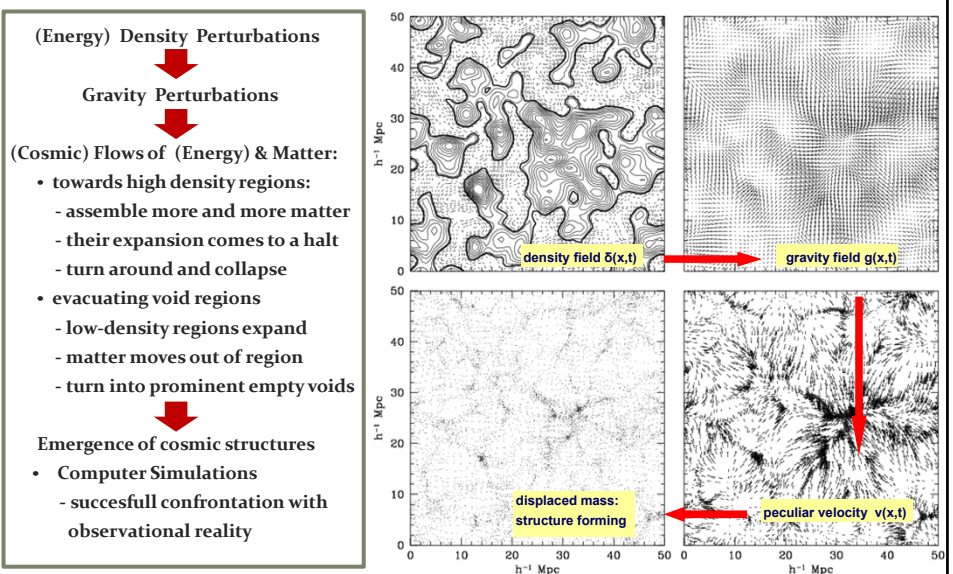 (Energy) Density Perturbations
Gravity Perturbations
(Cosmic) Flows of (Energy) & Matter:
• towards high density regions:
- assemble more and more matter
- their expansion comes to a halt
- turn around and collapse
• evacuating void regions
- low-density regions expand
- matter moves out of region
- turn into prominent empty voids
Emergence of cosmic structures
• Computer Simulations
- succesfull confrontation with
observational reality
50
40
30
20
10
0
h⁻¹ Mpc
density field δ(x,t)
gravity field g(x,t)
50
40
30
20
10
0
h⁻¹ Mpc
displaced mass:
structure forming
peculiar velocity v(x,t)
0 10 20 30 40 50
h⁻¹ Mpc
0 10 20 30 40 50
h⁻¹ Mpc